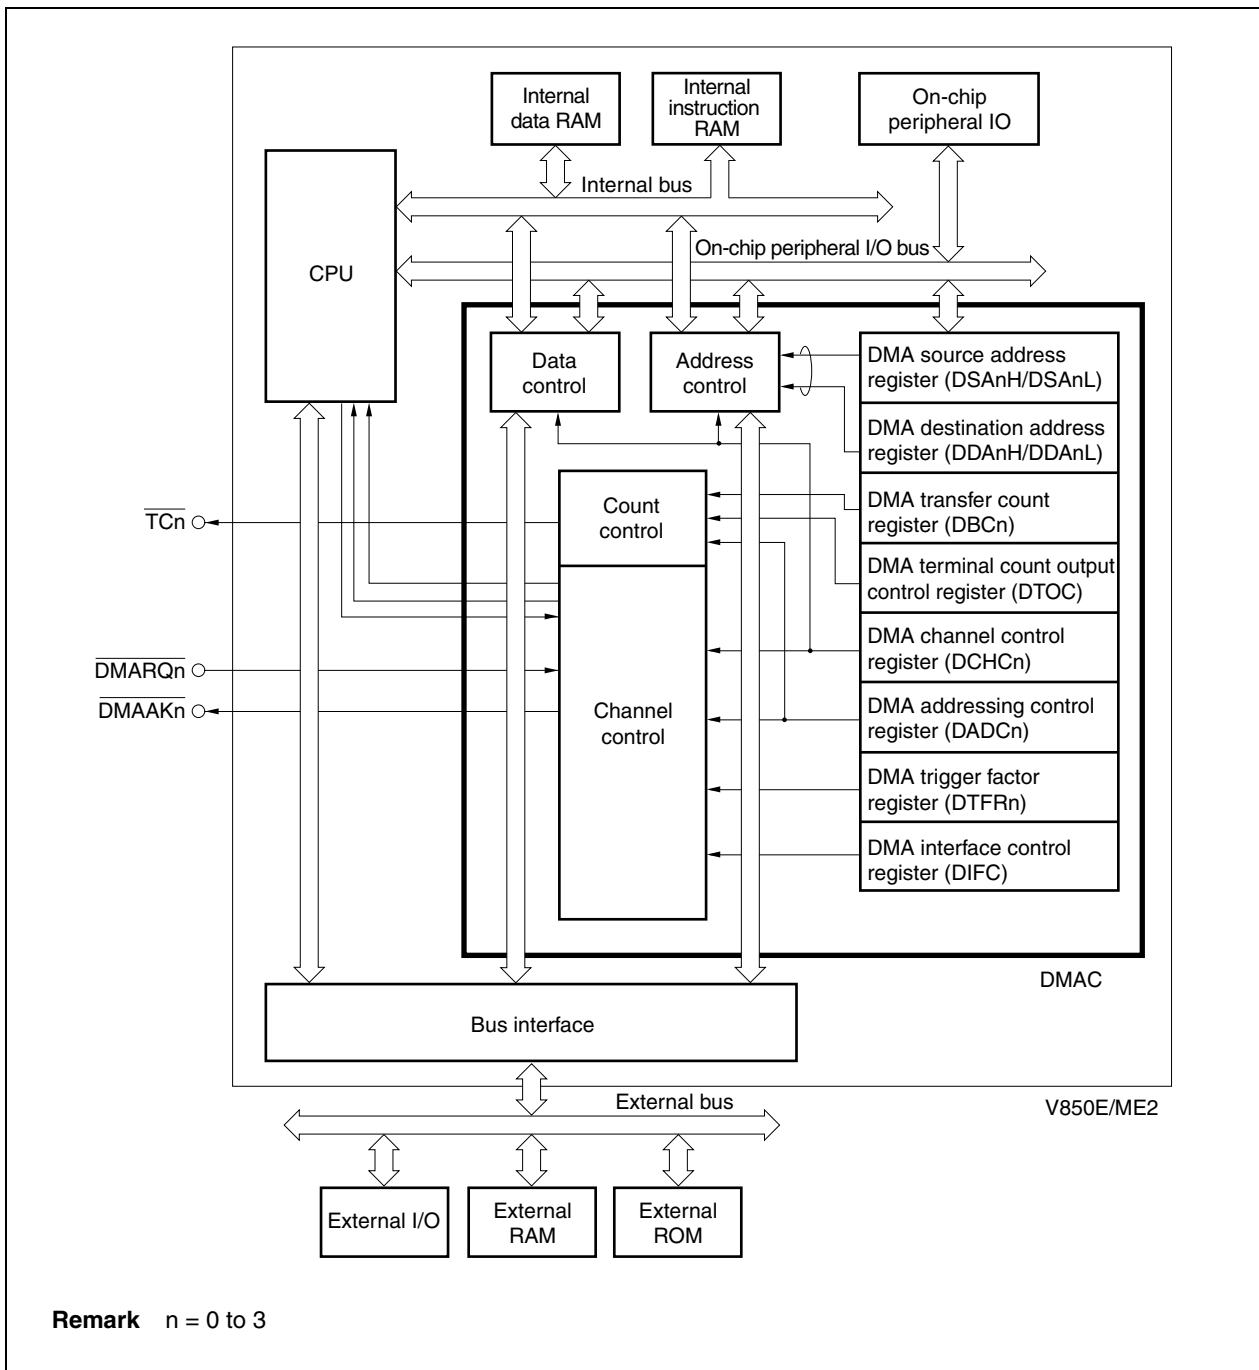 Internal
data RAM
Internal
instruction
RAM
On-chip
peripheral IO
Internal bus
On-chip peripheral I/O bus
CPU
Data
control
Address
control
DMA source address
register (DSAnH/DSAnL)
DMA destination address
register (DDAnH/DDAnL)
Count
control
DMA transfer count
register (DBCn)
TCn
DMA terminal count output
control register (DTOC)
DMA channel control
register (DCHCn)
DMARQn
DMAAKn
Channel
control
DMA addressing control
register (DADCn)
DMA trigger factor
register (DTFRn)
DMA interface control
register (DIFC)
DMAC
Bus interface
V850E/ME2
External bus
External I/O
External
RAM
External
ROM
Remark n = 0 to 3